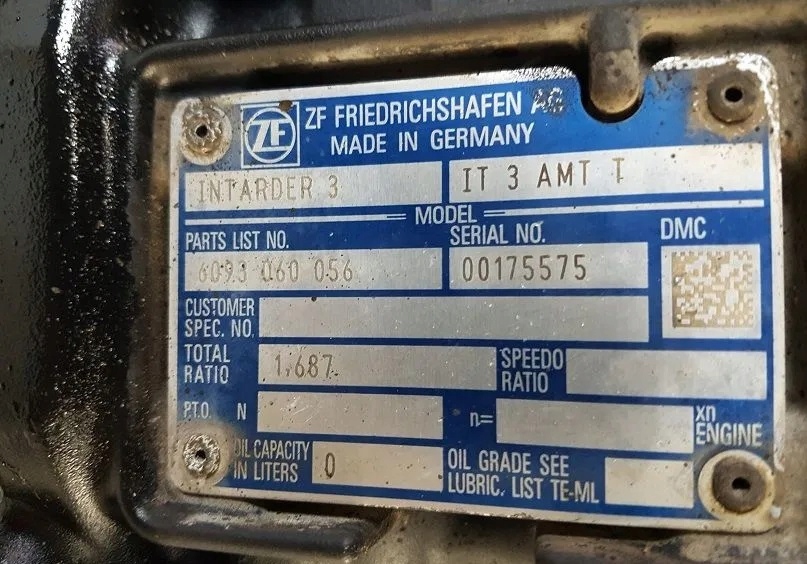 ZF
ZF FRIEDRICHSHAFEN AG
MADE IN GERMANY
INTARDER 3 IT 3 AMT T
MODEL
PARTS LIST NO. SERIAL NO. DMC
6093 060 056 00175575
CUSTOMER
SPEC. NO.
TOTAL
RATIO 1,687 SPEEDO
RATIO
P.T.O. N n= xn
ENGINE
OIL CAPACITY
IN LITERS 0 OIL GRADE SEE
LUBRIC. LIST TE-ML